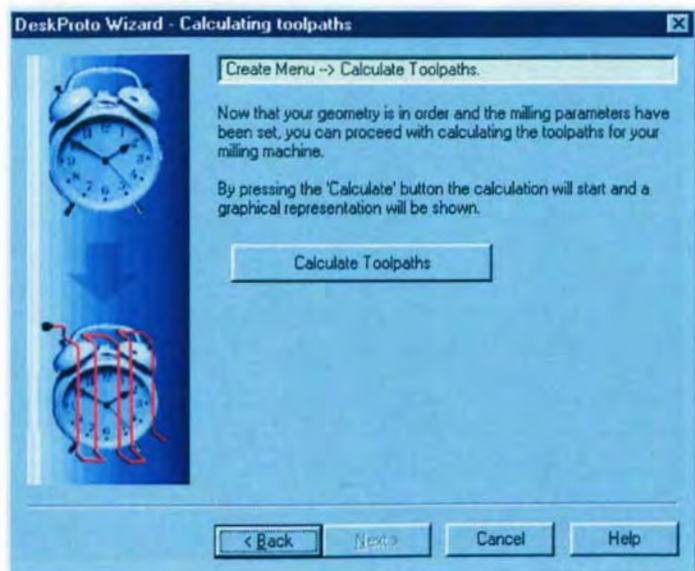 DeskProto Wizard - Calculating toolpaths
Create Menu --> Calculate Toolpaths.
Now that your geometry is in order and the milling parameters have
been set, you can proceed with calculating the toolpaths for your
milling machine.
By pressing the 'Calculate' button the calculation will start and a
graphical representation will be shown.
Calculate Toolpaths
< Back
Next >
Cancel
Help